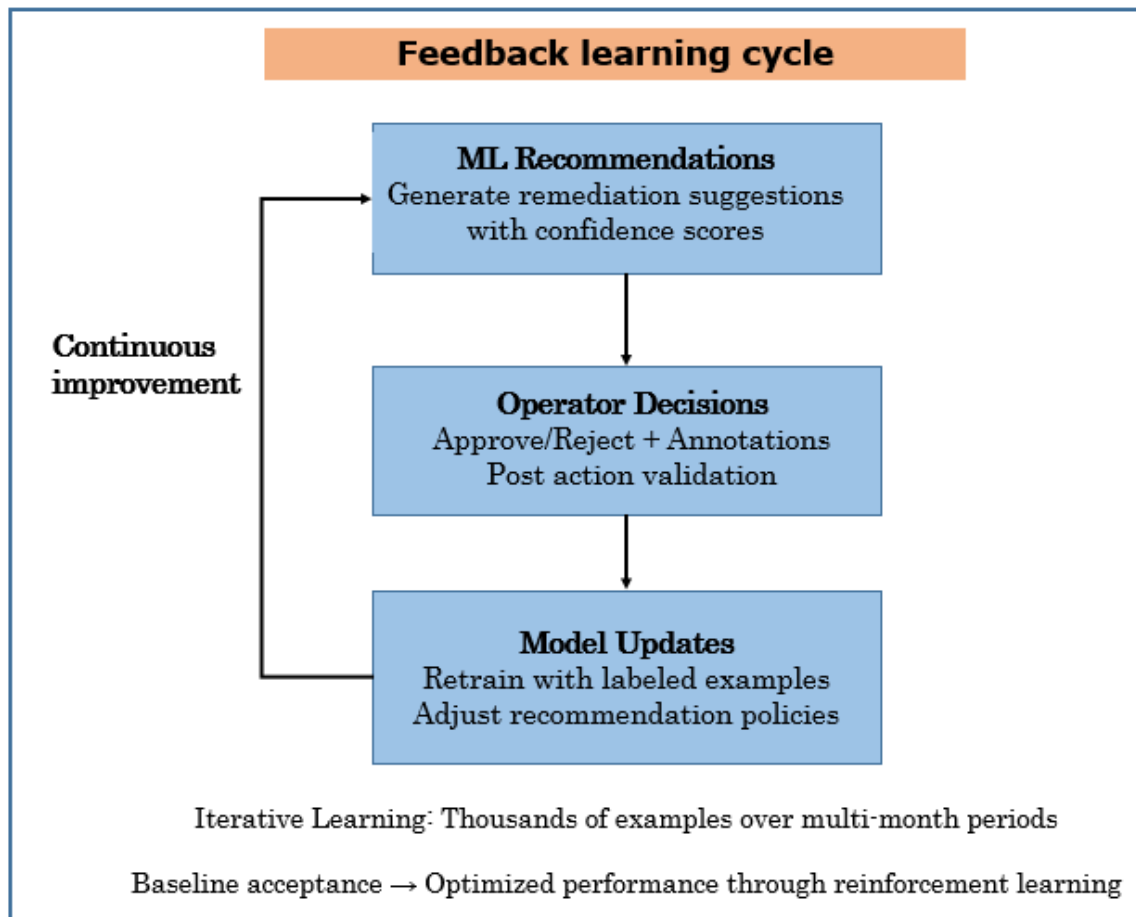 Feedback learning cycle
ML Recommendations
Generate remediation suggestions
with confidence scores
Continuous
improvement
Operator Decisions
Approve/Reject + Annotations
Post action validation
Model Updates
Retrain with labeled examples
Adjust recommendation policies
Iterative Learning: Thousands of examples over multi-month periods
Baseline acceptance → Optimized performance through reinforcement learning